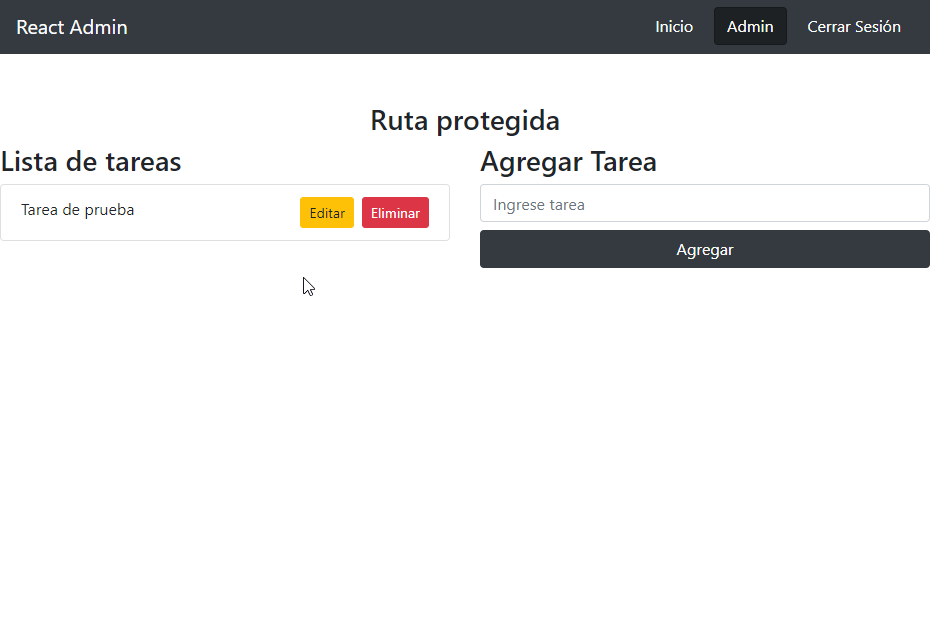 React Admin
Inicio
Admin
Cerrar Sesión
Ruta protegida
Lista de tareas
Tarea de prueba
Editar
Eliminar
Agregar Tarea
Ingrese tarea
Agregar